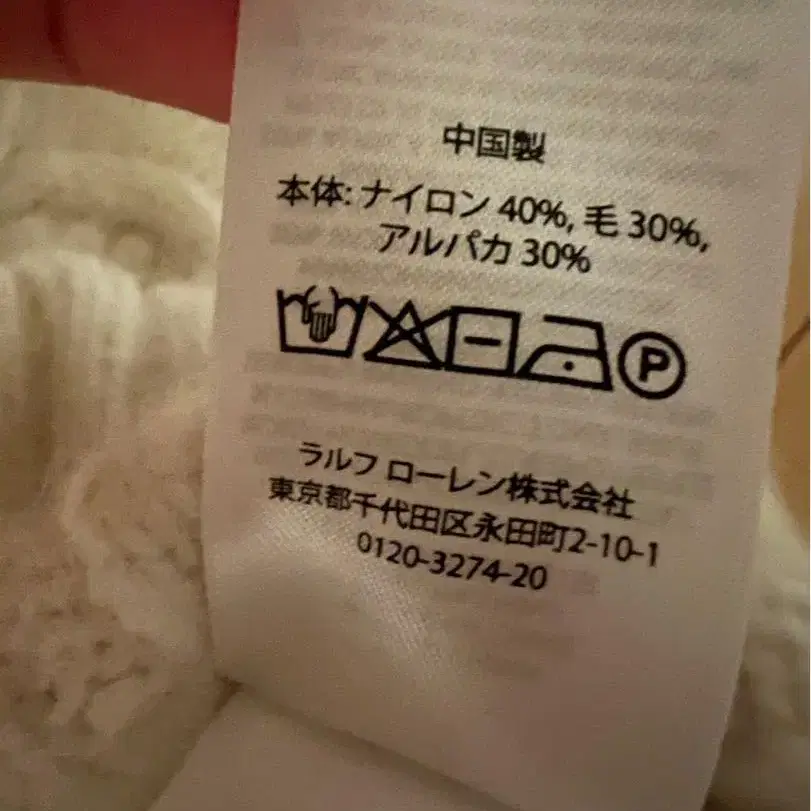 中国製
本体: ナイロン 40%, 毛 30%,
アルパカ 30%
P
ラルフ ローレン株式会社
東京都千代田区永田町2-10-1
0120-3274-20